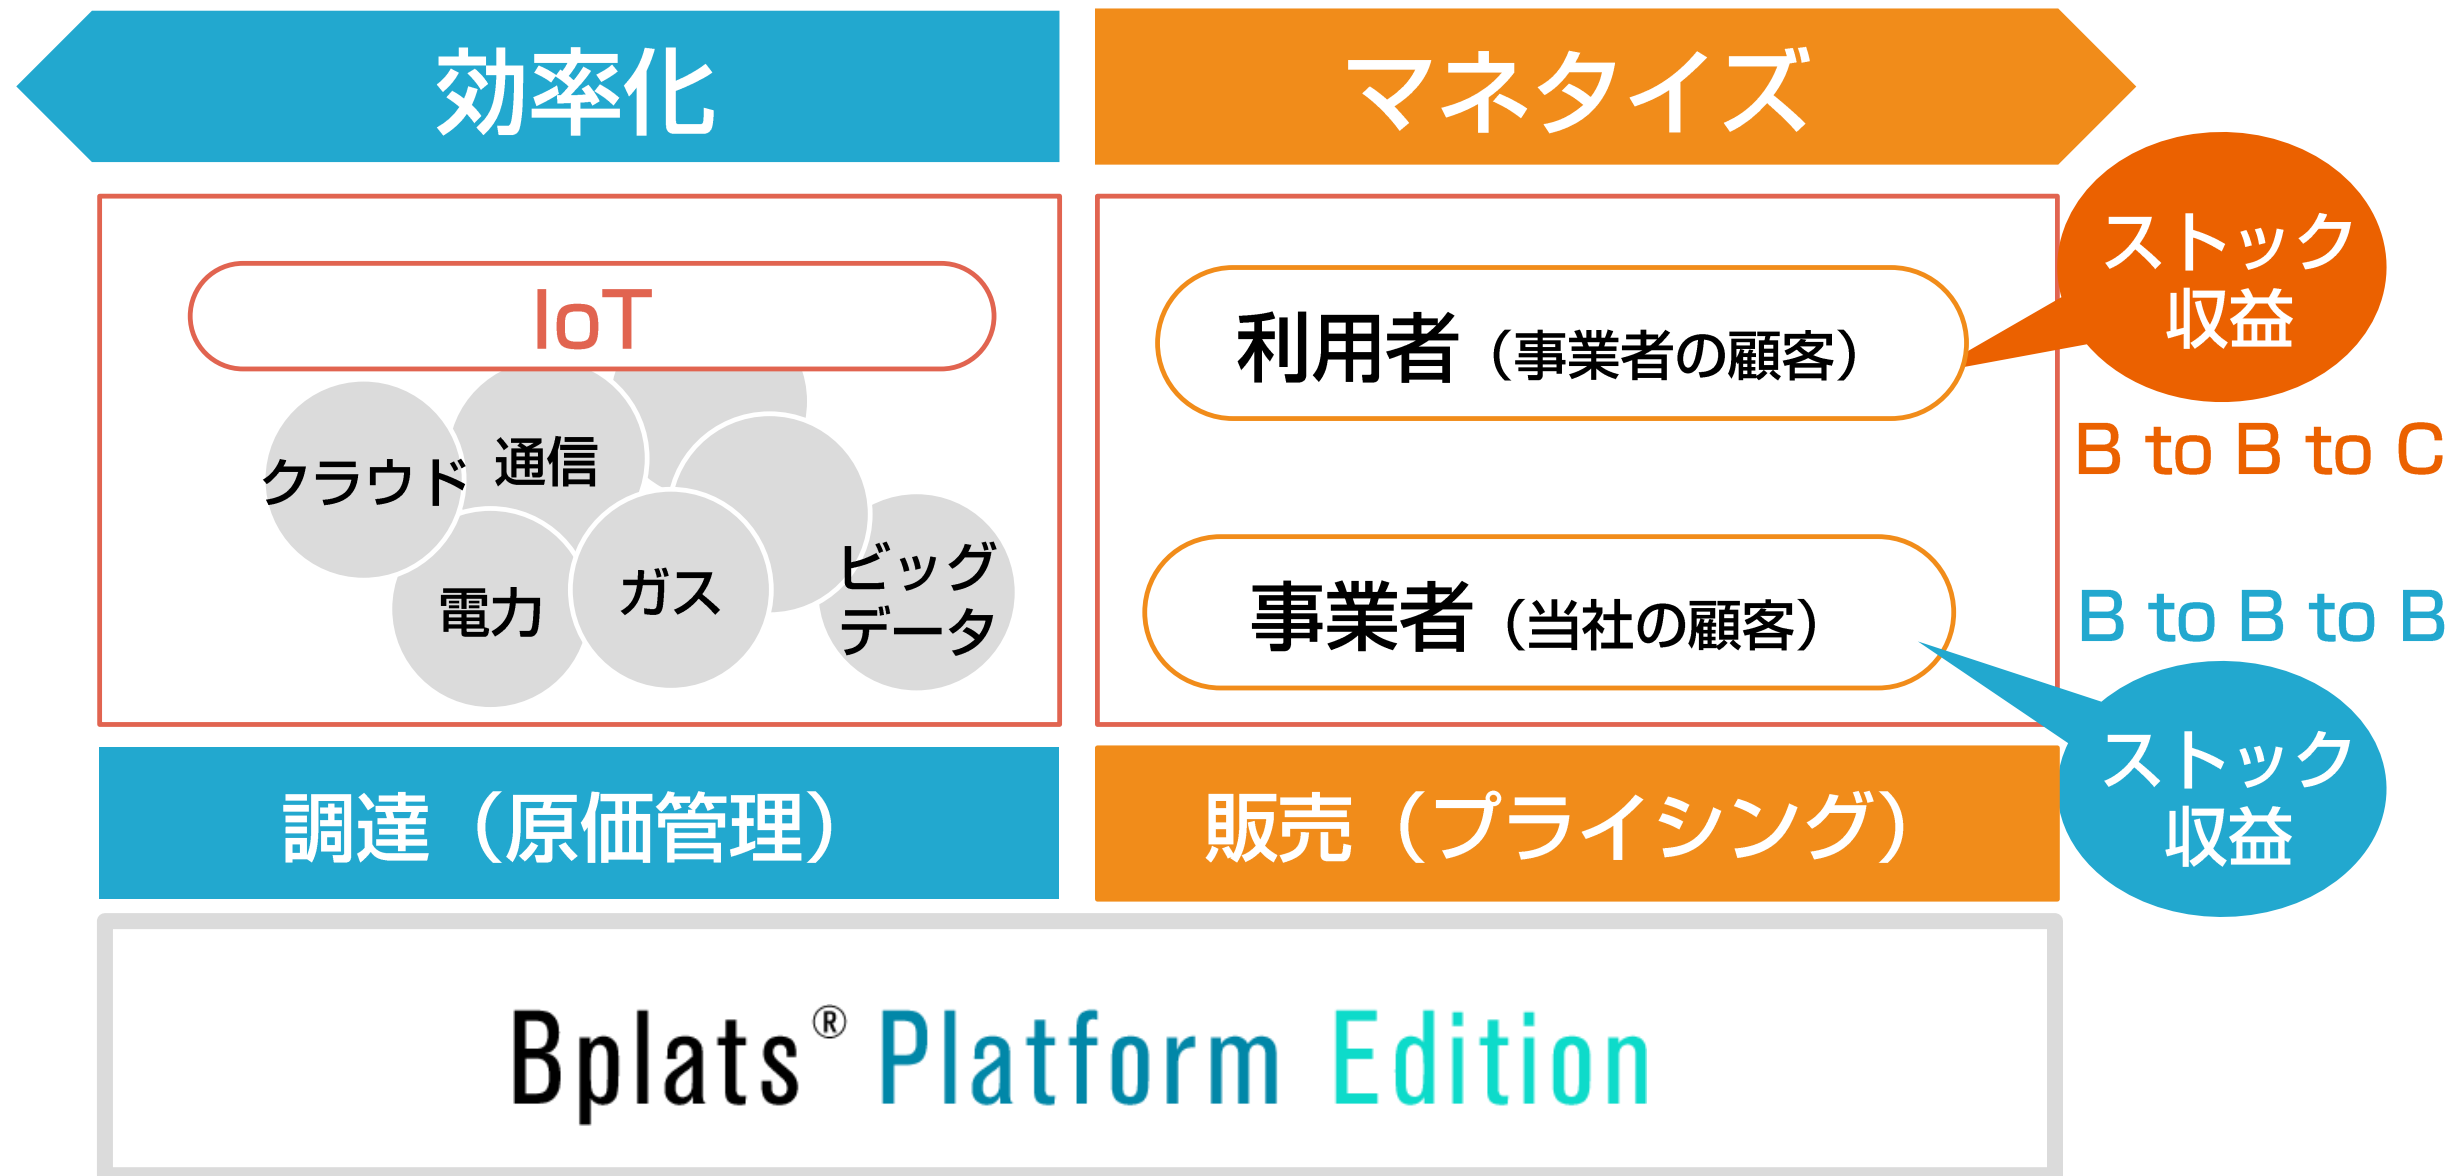 効率化
マネタイズ
IoT
クラウド
通信
電力
ガス
ビッグ
データ
利用者（事業者の顧客）
事業者（当社の顧客）
ストック
収益
B to B to C
B to B to B
ストック
収益
調達（原価管理）
販売（プライシング）
Bplats® Platform Edition